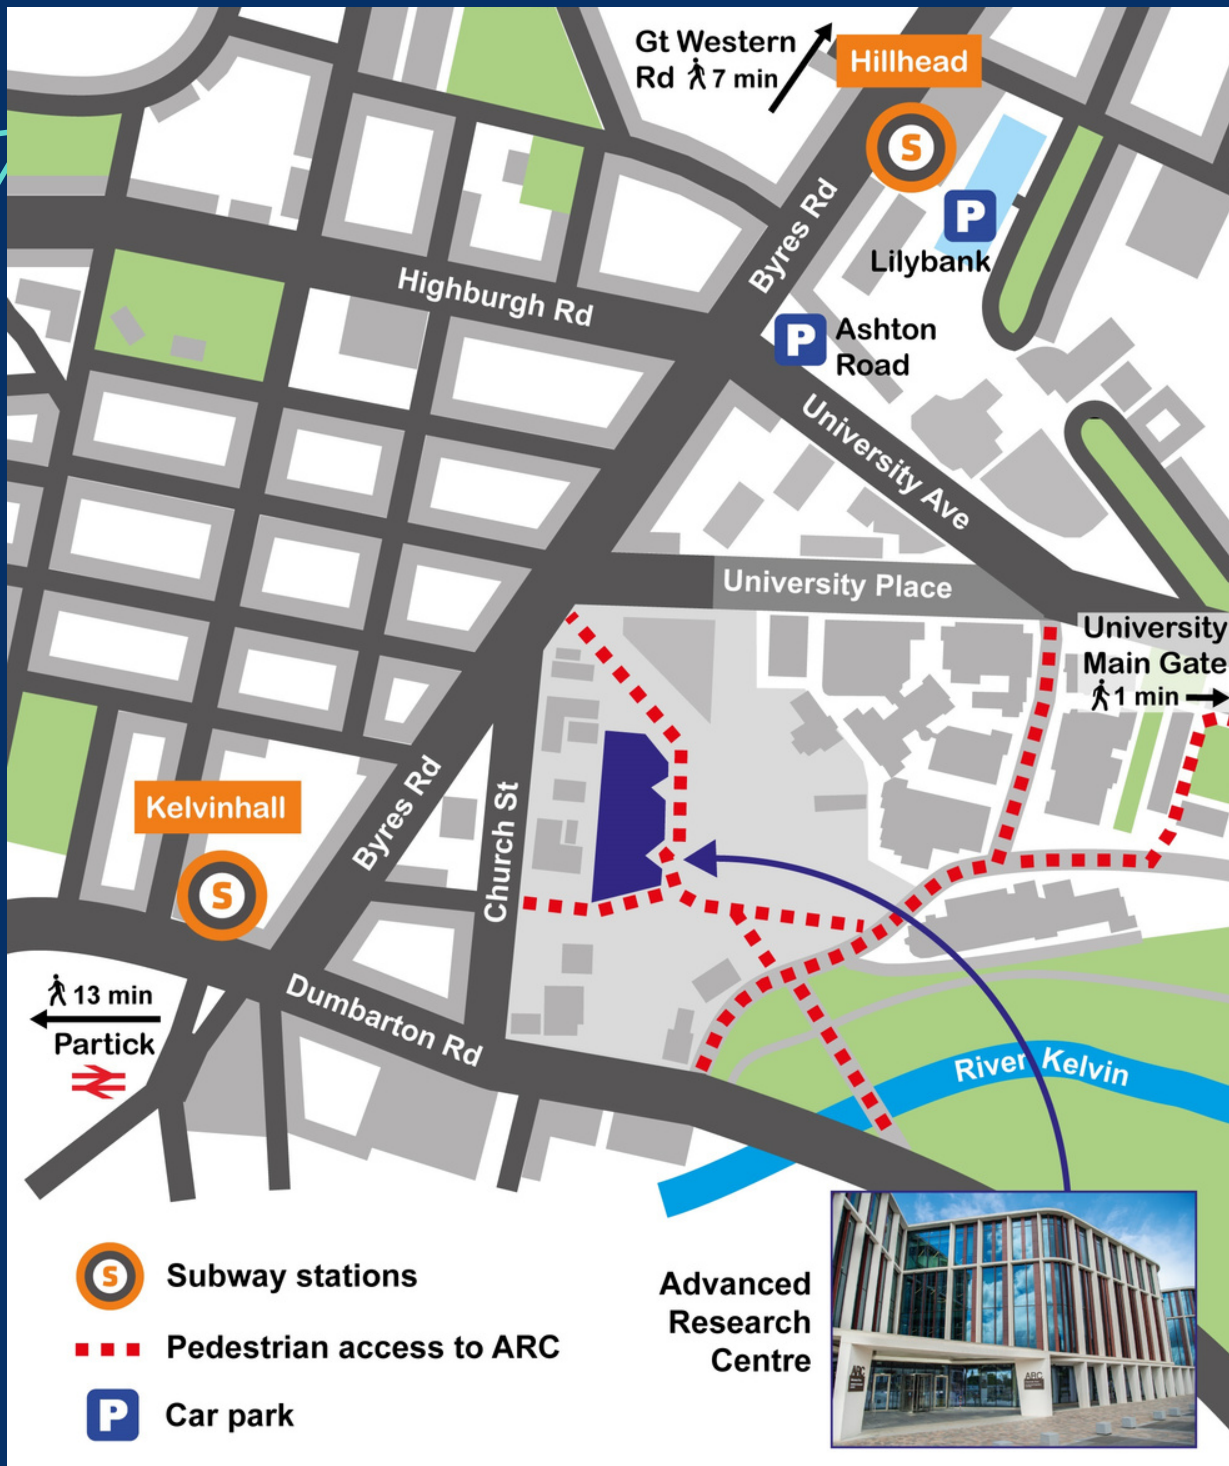 Gt Western
Rd 7 min
Hillhead
S
P
Lilybank
Byres Rd
Highburgh Rd
P
Ashton
Road
University Ave
University Place
University
Main Gate
1 min
Kelvinhall
S
Byres Rd
Church St
13 min
Partick
Dumbarton Rd
River Kelvin
S
Subway stations
Pedestrian access to ARC
P
Car park
Advanced
Research
Centre
ARC
ARC